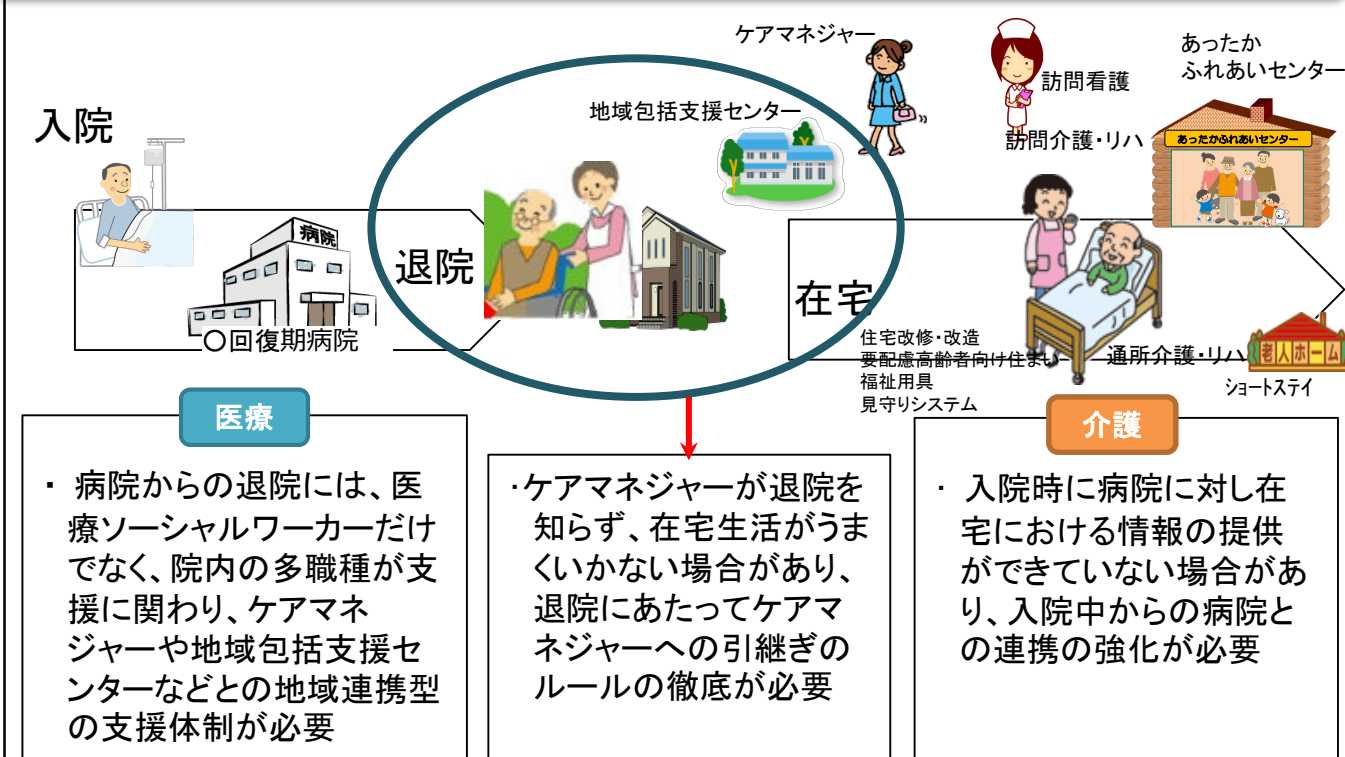 ケアマネジャー
訪問看護
あったか
ふれあいセンター
地域包括支援センター
訪問介護・リハ
あったかふれあいセンター
入院
病院
退院
在宅
〇回復期病院
住宅改修・改造
要配慮高齢者向け住まい
福祉用具
見守りシステム
通所介護・リハ
老人ホーム
ショートステイ
医療
・ 病院からの退院には、医
療ソーシャルワーカーだけ
でなく、院内の多職種が支
援に関わり、ケアマネ
ジャーや地域包括支援セ
ンターなどとの地域連携型
の支援体制が必要
・ケアマネジャーが退院を
知らず、在宅生活がうま
くいかない場合があり、
退院にあたってケアマ
ネジャーへの引継ぎの
ルールの徹底が必要
介護
・ 入院時に病院に対し在
宅における情報の提供
ができていない場合があ
り、入院中からの病院と
の連携の強化が必要